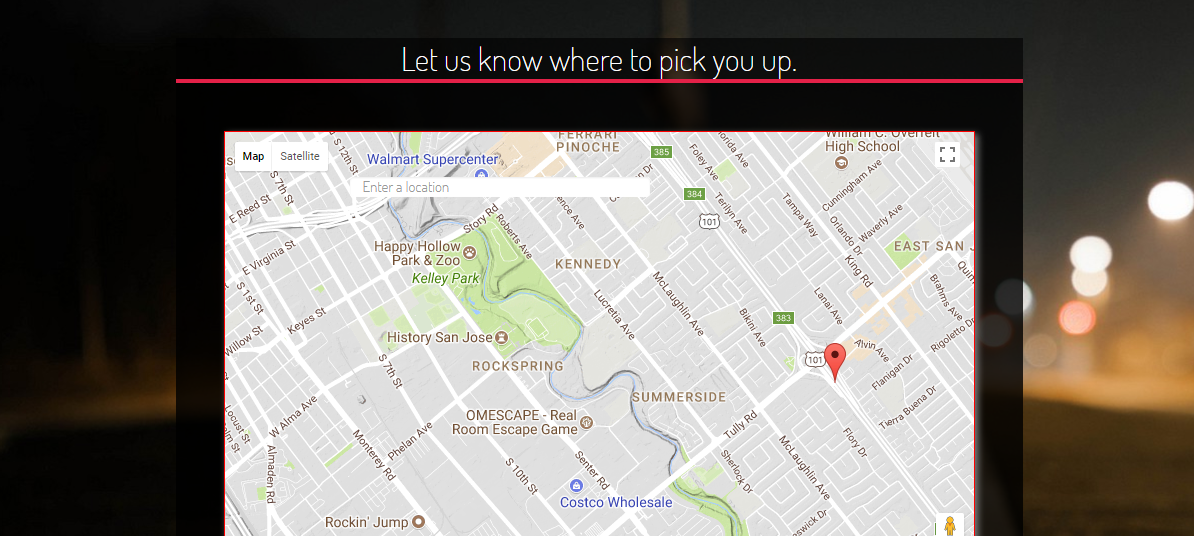 Let us know where to pick you up.
Map
Satellite
S 12th St
FERRARI
PINOCHE
385
William C. Overfelt
High School
Walmart Supercenter
Enter a location
S 7th St
Foley Ave
384
Cunningham Ave
Tampa Way
Terilyn Ave
E Reed St
Story Rd
Roberts Ave
101
Orlando Dr
Waverly Ave
E Virginia St
Happy Hollow
Park & Zoo
Kelley Park
KENNEDY
King Rd
EAST SAN J
S 1st St
Keyes St
Lucretia Ave
McLaughlin Ave
Bikini Ave
Lanai Ave
Brahms Ave
383
Willow St
History San Jose
Rigoletto Dr
Alvin Ave
S 7th St
ROCKSPRING
101
Flanigan Dr
SUMMERSIDE
W Alma Ave
Locust St
OMESCAPE - Real
Room Escape Game
Tully Rd
Tierra Buena Dr
Phelan Ave
Monterey Rd
Almaden Rd
S 10th St
Senter Rd
Sherlock Dr
McLaughlin Ave
Flory Dr
Costco Wholesale
Rockin' Jump